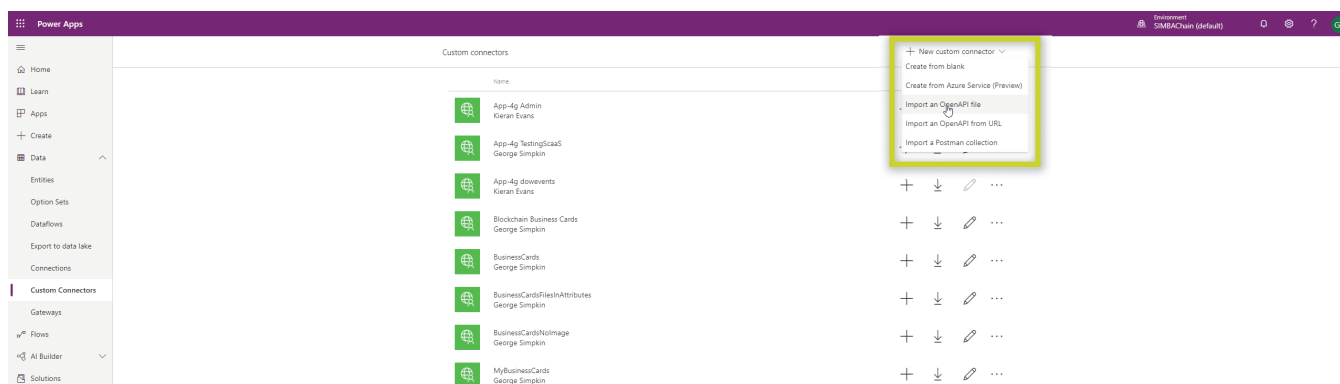 Power Apps
Environment
SIMBAChain (default)
?
G
Home
Learn
Apps
Create
Data
Entities
Option Sets
Dataflows
Export to data lake
Connections
Custom Connectors
Gateways
Flows
AI Builder
Solutions
Custom connectors
New custom connector
Create from blank
Create from Azure Service (Preview)
Import an OpenAPI file
Import an OpenAPI from URL
Import a Postman collection
Name
App-4g Admin
Kieran Evans
App-4g TestingScaaS
George Simpkin
App-4g dowevents
Kieran Evans
Blockchain Business Cards
George Simpkin
BusinessCards
George Simpkin
BusinessCardsFilesInAttributes
George Simpkin
BusinessCardsNoImage
George Simpkin
MyBusinessCards
George Simpkin